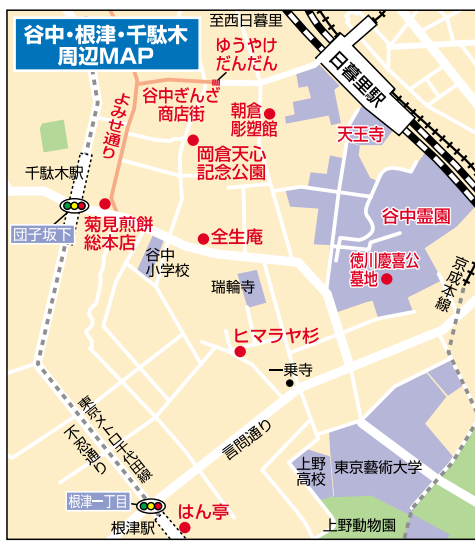 谷中・根津・千駄木
周辺MAP
至西日暮里
ゆうやけ
だんだん
日暮里駅
谷中ぎんざ
商店街
朝倉
彫塑館
よみせ通り
天王寺
岡倉天心
記念公園
千駄木駅
団子坂下
菊見煎餅
総本店
全生庵
谷中霊園
谷中
小学校
徳川慶喜公
墓地
京成本線
瑞輪寺
ヒマラヤ杉
一乗寺
東京メトロ千代田線
不忍通り
言問通り
上野
高校
東京藝術大学
根津一丁目
はん亭
根津駅
上野動物園